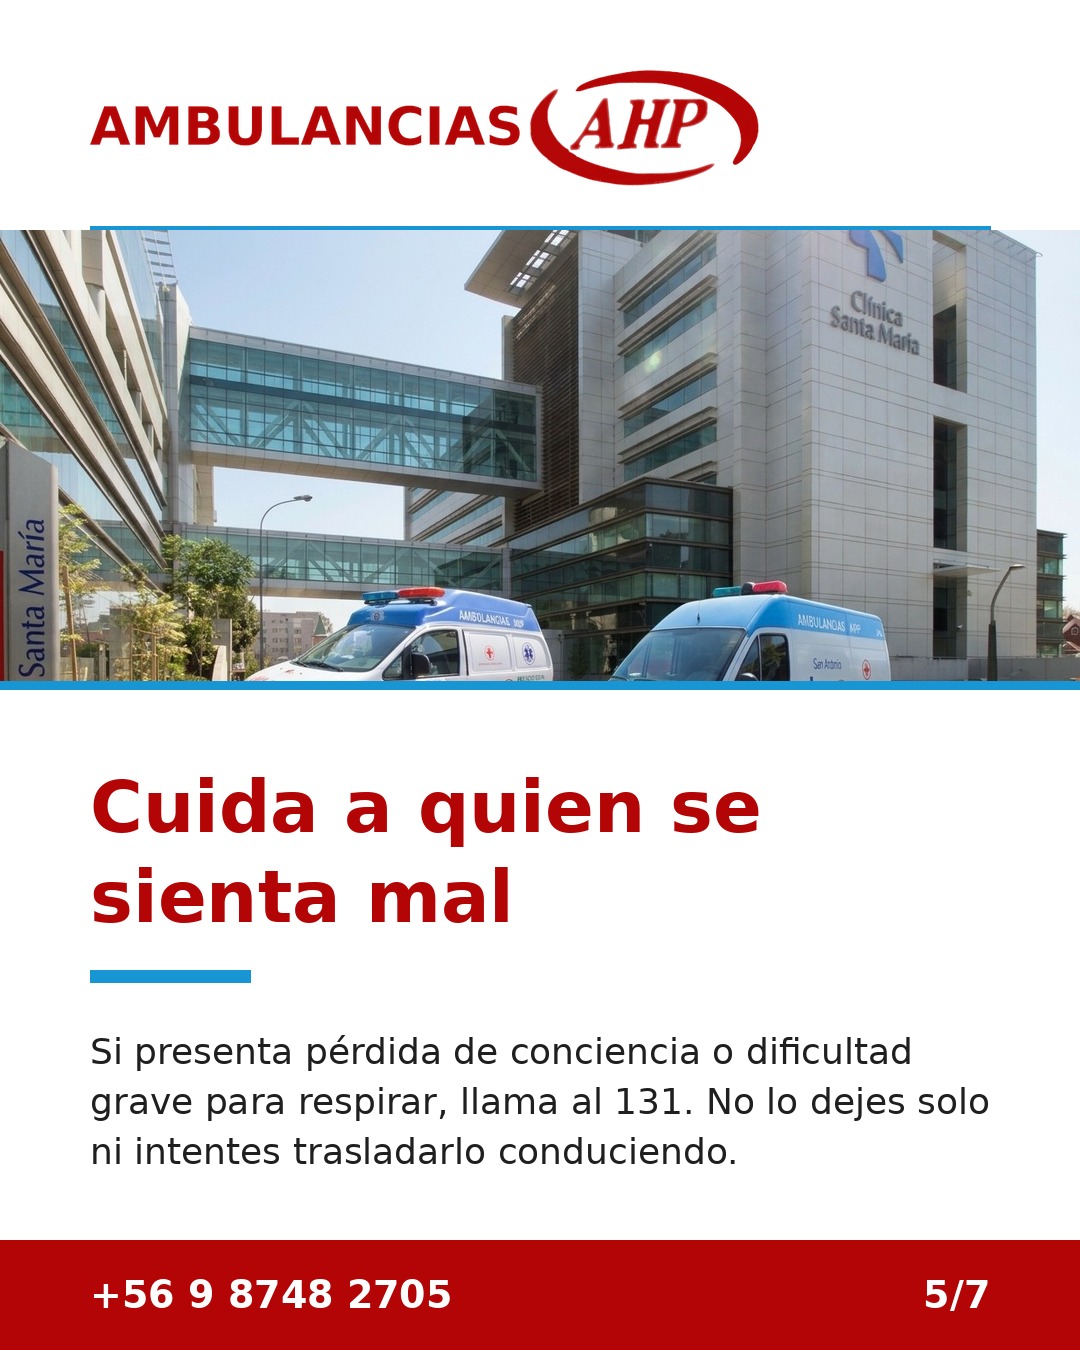 AMBULANCIAS AHP
Clínica
Santa María
Santa María
AMBULANCIAS
AMBULANCIAS
San Antonio
Cuida a quien se
sienta mal
Si presenta pérdida de conciencia o dificultad
grave para respirar, llama al 131. No lo dejes solo
ni intentes trasladarlo conduciendo.
+56 9 8748 2705
5/7